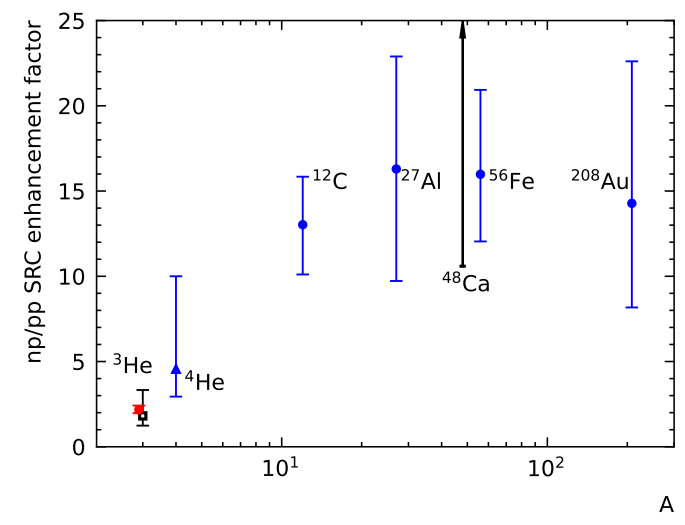 np/pp SRC enhancement factor
25
20
15
10
5
0
³He
⁴He
¹²C
²⁷Al
⁴⁸Ca
⁵⁶Fe
²⁰⁸Au
10¹
10²
A